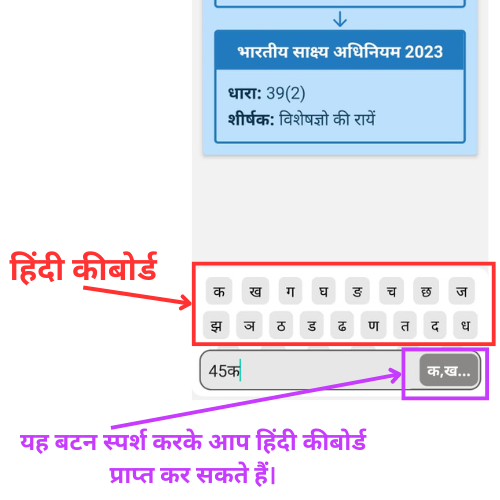 भारतीय साक्ष्य अधिनियम 2023
धारा: 39(2)
शीर्षक: विशेषज्ञो की रायें
हिंदी कीबोर्ड
क ख ग घ ङ च छ ज
झ ञ ठ ड ढ ण त द ध
45क
क,ख...
यह बटन स्पर्श करके आप हिंदी कीबोर्ड
प्राप्त कर सकते हैं।